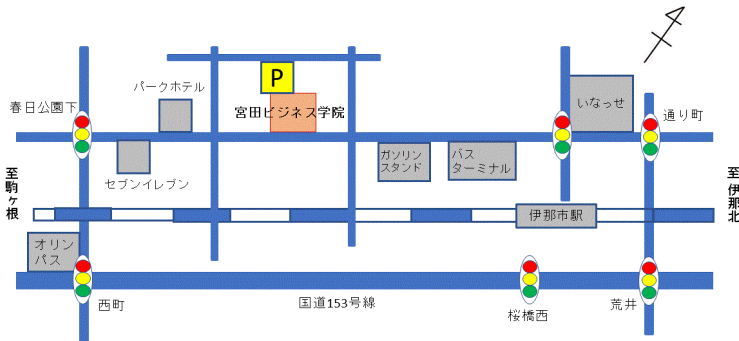 パークホテル
P
春日公園下
宮田ビジネス学院
いなっせ
通り町
ガソリン
スタンド
バス
ターミナル
セブンイレブン
至駒ヶ根
至 伊那北
伊那市駅
オリン
パス
西町
国道153号線
桜橋西
荒井